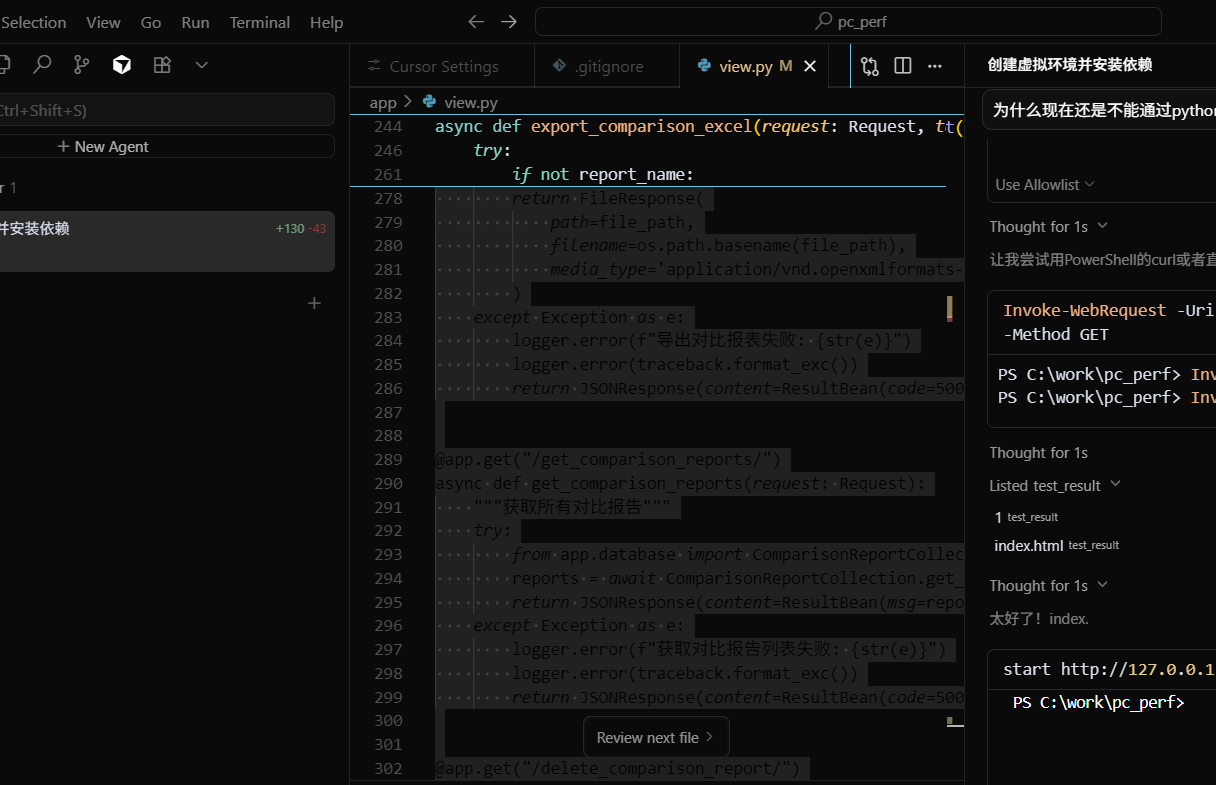 Selection View Go Run Terminal Help
pc_perf
Ctrl+Shift+S)
+ New Agent
r 1
并安装依赖 +130 -43
Cursor Settings
.gitignore
view.py M
app > view.py
244 async def export_comparison_excel(request: Request, tt(
246 try:
261 if not report_name:
278 return FileResponse(
279 path=file_path,
280 filename=os.path.basename(file_path),
281 media_type='application/vnd.openxmlformats-
282 )
283 except Exception as e:
284 logger.error(f"导出对比报表失败: {str(e)}")
285 logger.error(traceback.format_exc())
286 return JSONResponse(content=ResultBean(code=500
287
288
289 @app.get("/get_comparison_reports/")
290 async def get_comparison_reports(request: Request):
291 """获取所有对比报告"""
292 try:
293 from app.database import ComparisonReportCollec
294 reports = await ComparisonReportCollection.get_
295 return JSONResponse(content=ResultBean(msg=repo
296 except Exception as e:
297 logger.error(f"获取对比报告列表失败: {str(e)}")
298 logger.error(traceback.format_exc())
299 return JSONResponse(content=ResultBean(code=500
300
301
302 @app.get("/delete_comparison_report/")
Review next file >
创建虚拟环境并安装依赖
为什么现在还是不能通过python
Use Allowlist
Thought for 1s
让我尝试用PowerShell的curl或者直
Invoke-WebRequest -Uri
-Method GET
PS C:\work\pc_perf> Inv
PS C:\work\pc_perf> Inv
Thought for 1s
Listed test_result
1 test_result
index.html test_result
Thought for 1s
太好了！index.
start http://127.0.0.1
PS C:\work\pc_perf>